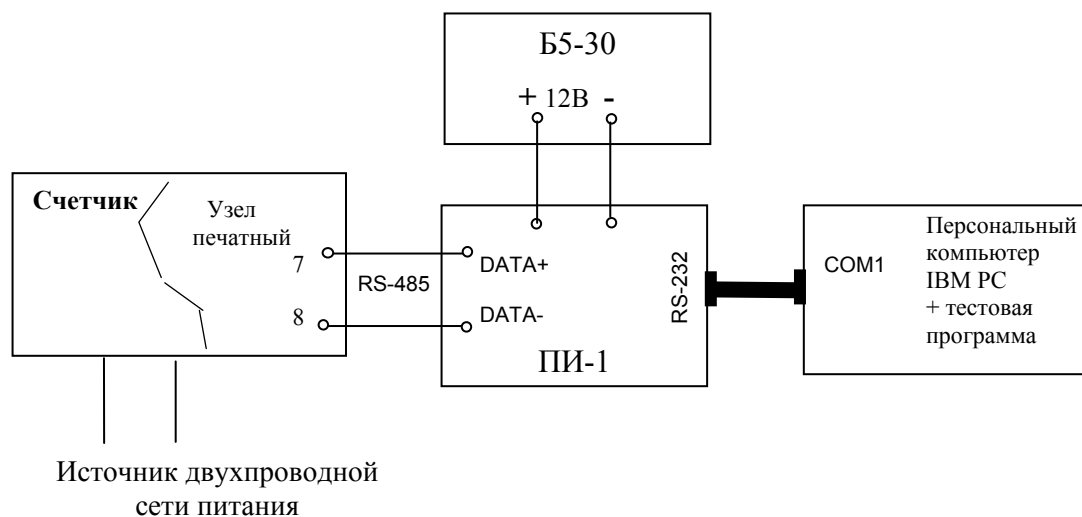 Б5-30
+ 12В -
Счетчик
Узел
печатный
7
8
RS-485
DATA+
DATA-
RS-232
ПИ-1
COM1
Персональный
компьютер
IBM PC
+ тестовая
программа
Источник двухпроводной
сети питания